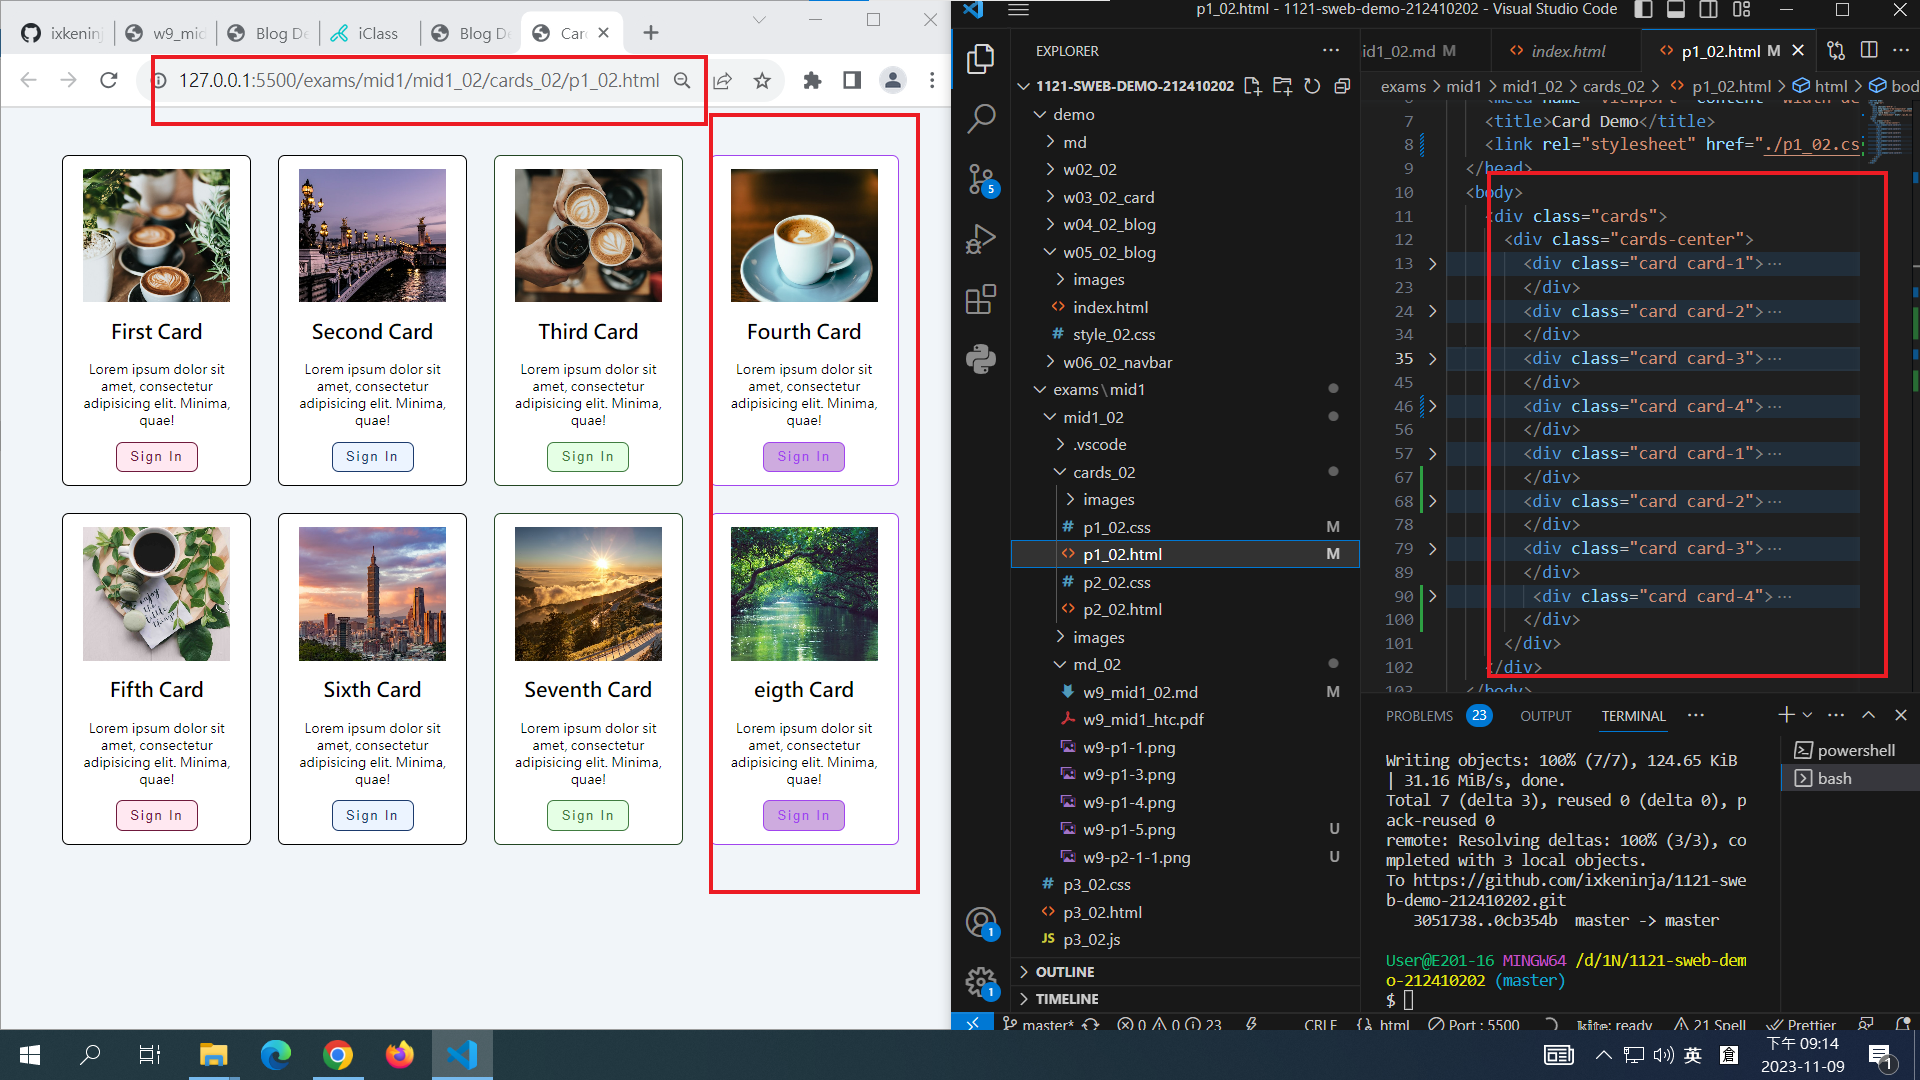 ixkeninj
w9_mid
Blog De
iClass
Blog De
Car
127.0.0.1:5500/exams/mid1/mid1_02/cards_02/p1_02.html
First Card
Second Card
Third Card
Fourth Card
Lorem ipsum dolor sit amet, consectetur adipisicing elit. Minima, quae!
Lorem ipsum dolor sit amet, consectetur adipisicing elit. Minima, quae!
Lorem ipsum dolor sit amet, consectetur adipisicing elit. Minima, quae!
Lorem ipsum dolor sit amet, consectetur adipisicing elit. Minima, quae!
Sign In
Sign In
Sign In
Sign In
Fifth Card
Sixth Card
Seventh Card
eigth Card
Lorem ipsum dolor sit amet, consectetur adipisicing elit. Minima, quae!
Lorem ipsum dolor sit amet, consectetur adipisicing elit. Minima, quae!
Lorem ipsum dolor sit amet, consectetur adipisicing elit. Minima, quae!
Lorem ipsum dolor sit amet, consectetur adipisicing elit. Minima, quae!
Sign In
Sign In
Sign In
Sign In
p1_02.html - 1121-sweb-demo-212410202 - Visual Studio Code
EXPLORER
1121-SWEB-DEMO-212410202
demo
md
w02_02
w03_02_card
w04_02_blog
w05_02_blog
images
index.html
style_02.css
w06_02_navbar
exams\mid1
mid1_02
.vscode
cards_02
images
p1_02.css M
p1_02.html M
p2_02.css
p2_02.html
images
md_02
w9_mid1_02.md M
w9_mid1_htc.pdf
w9-p1-1.png
w9-p1-3.png
w9-p1-4.png
w9-p1-5.png U
w9-p2-1-1.png U
p3_02.css
p3_02.html
JS p3_02.js
OUTLINE
TIMELINE
5
1
1
id1_02.md M
index.html
p1_02.html M
exams > mid1 > mid1_02 > cards_02 > p1_02.html > html > bod
7 <title>Card Demo</title>
8 <link rel="stylesheet" href="./p1_02.cs
9 </head>
10 <body>
11 <div class="cards">
12 <div class="cards-center">
13 <div class="card card-1">…
23 </div>
24 <div class="card card-2">…
34 </div>
35 <div class="card card-3">…
45 </div>
46 <div class="card card-4">…
56 </div>
57 <div class="card card-1">…
67 </div>
68 <div class="card card-2">…
78 </div>
79 <div class="card card-3">…
89 </div>
90 <div class="card card-4">…
100 </div>
101 </div>
102 </div>
103 </body>
PROBLEMS 23 OUTPUT TERMINAL
powershell
bash
Writing objects: 100% (7/7), 124.65 KiB
| 31.16 MiB/s, done.
Total 7 (delta 3), reused 0 (delta 0), p
ack-reused 0
remote: Resolving deltas: 100% (3/3), co
mpleted with 3 local objects.
To https://github.com/ixkeninja/1121-swe
b-demo-212410202.git
3051738..0cb354b master -> master
User@E201-16 MINGW64 /d/1N/1121-sweb-dem
o-212410202 (master)
$
master* 0 0 23 CRLF html Port : 5500 kite: ready 21 Spell Prettier
英
倉
下午 09:14
2023-11-09
1